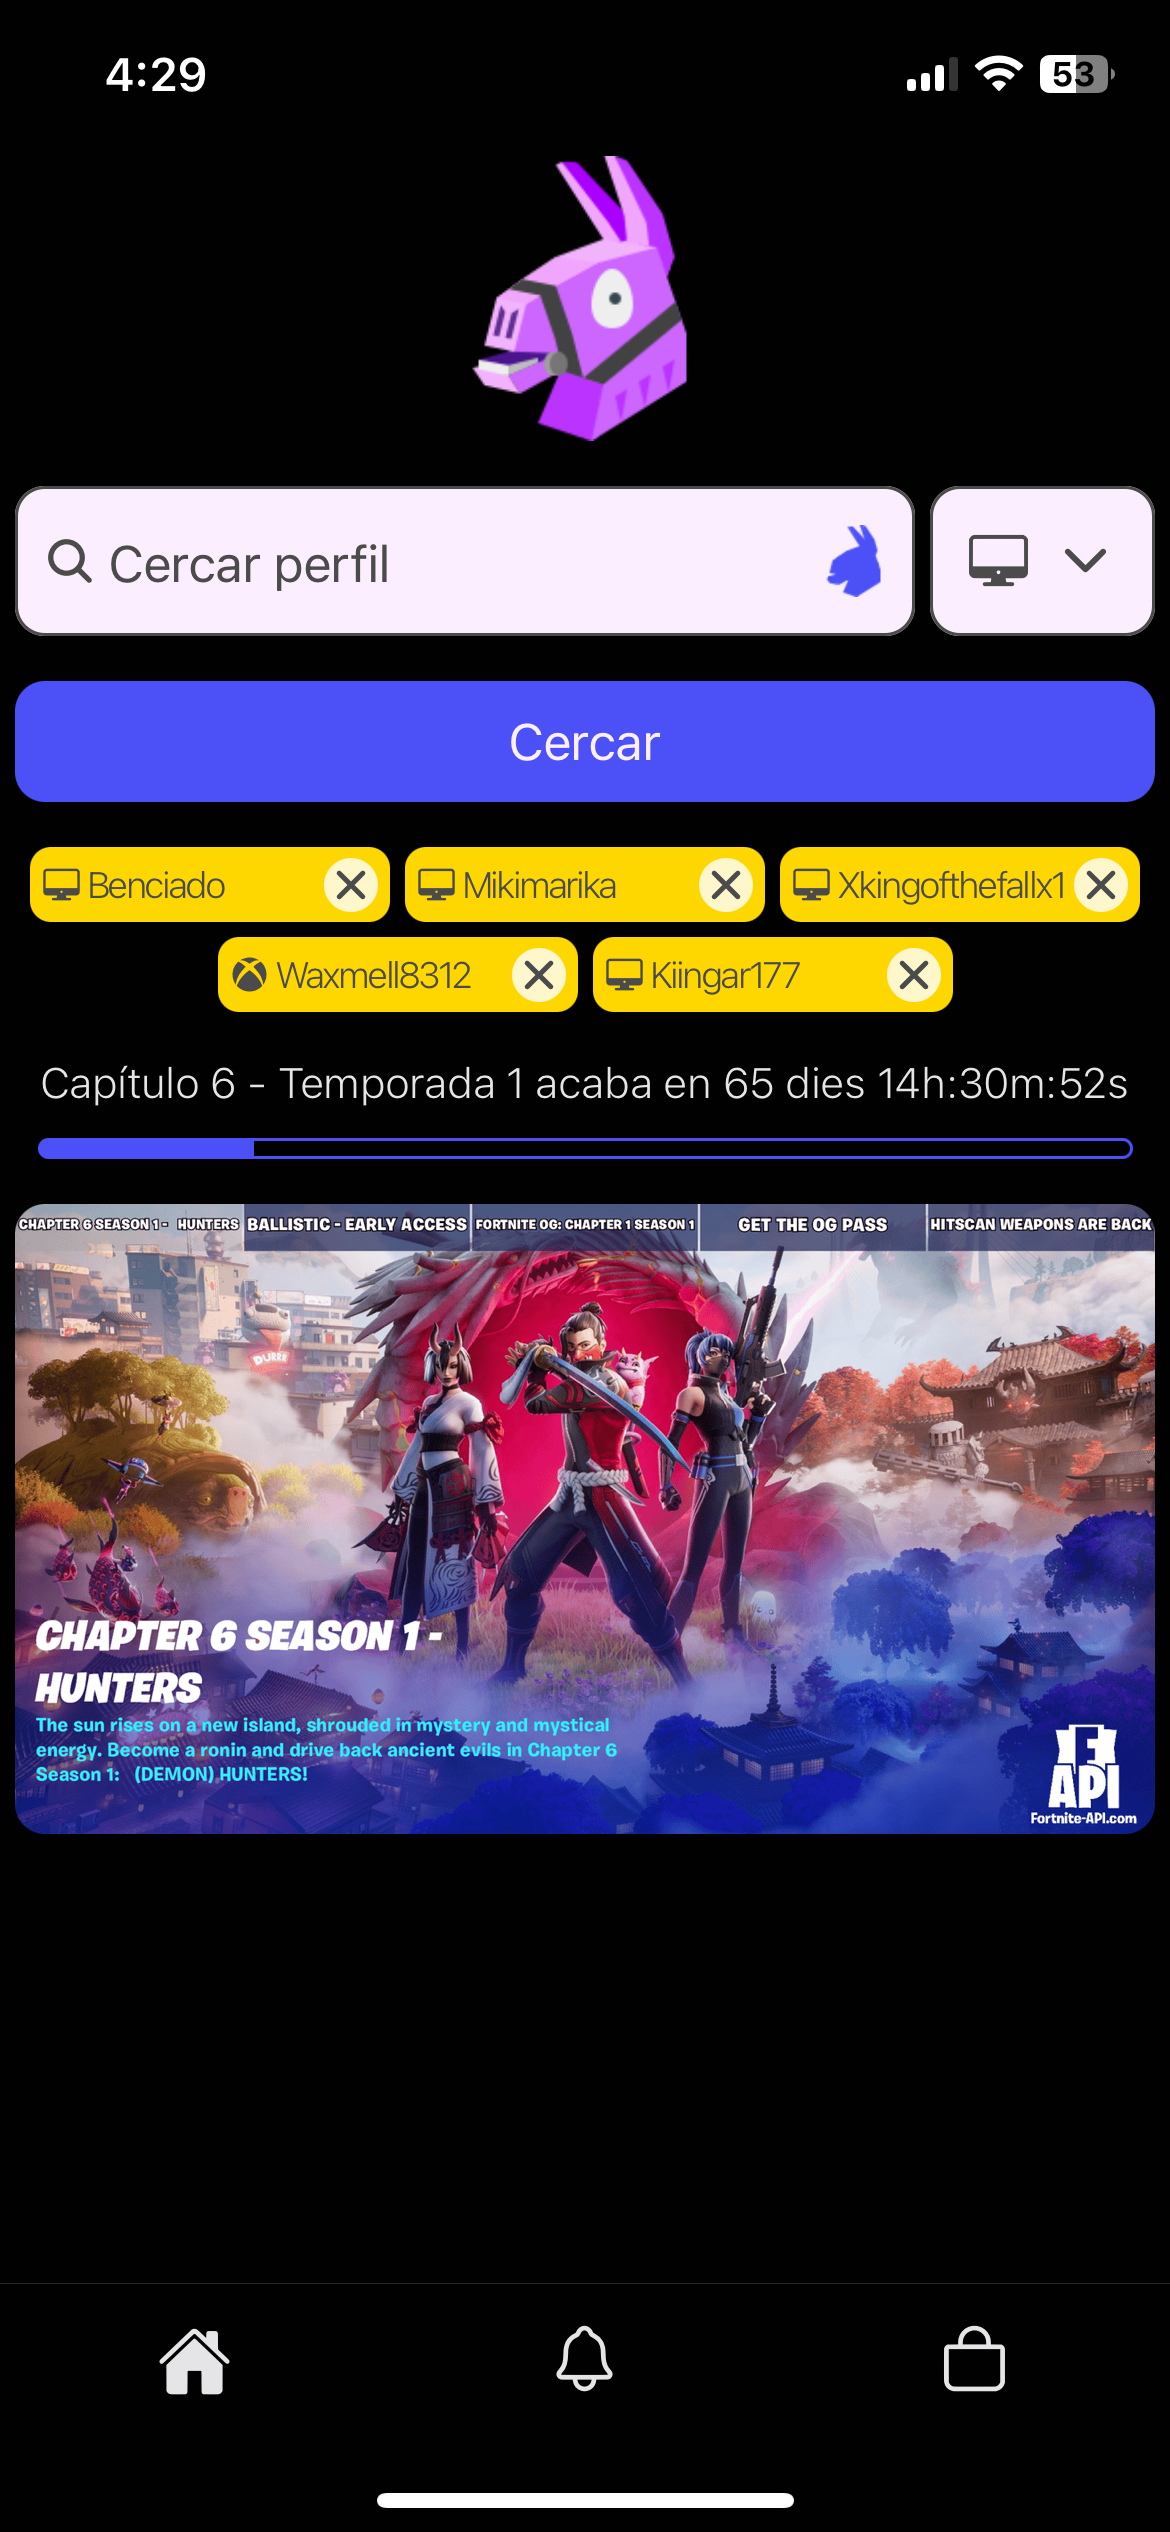 4:29
53
Cercar perfil
Cercar
Benciado
Mikimarika
Xkingofthefallx1
Waxmell8312
Kiingar177
Capítulo 6 - Temporada 1 acaba en 65 dies 14h:30m:52s
CHAPTER 6 SEASON 1 - HUNTERS
BALLISTIC - EARLY ACCESS
FORTNITE OG: CHAPTER 1 SEASON 1
GET THE OG PASS
HITSCAN WEAPONS ARE BACK
DURRR
CHAPTER 6 SEASON 1 -
HUNTERS
The sun rises on a new island, shrouded in mystery and mystical
energy. Become a ronin and drive back ancient evils in Chapter 6
Season 1: (DEMON) HUNTERS!
F
API
Fortnite-API.com